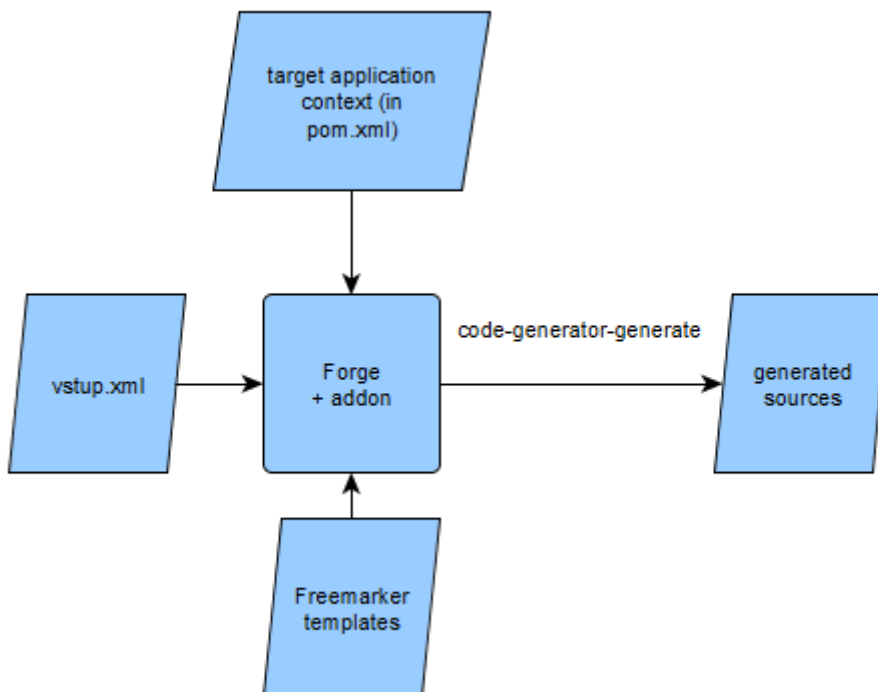 target application
context (in
pom.xml)
code-generator-generate
vstup.xml
Forge
+ addon
generated
sources
Freemarker
templates